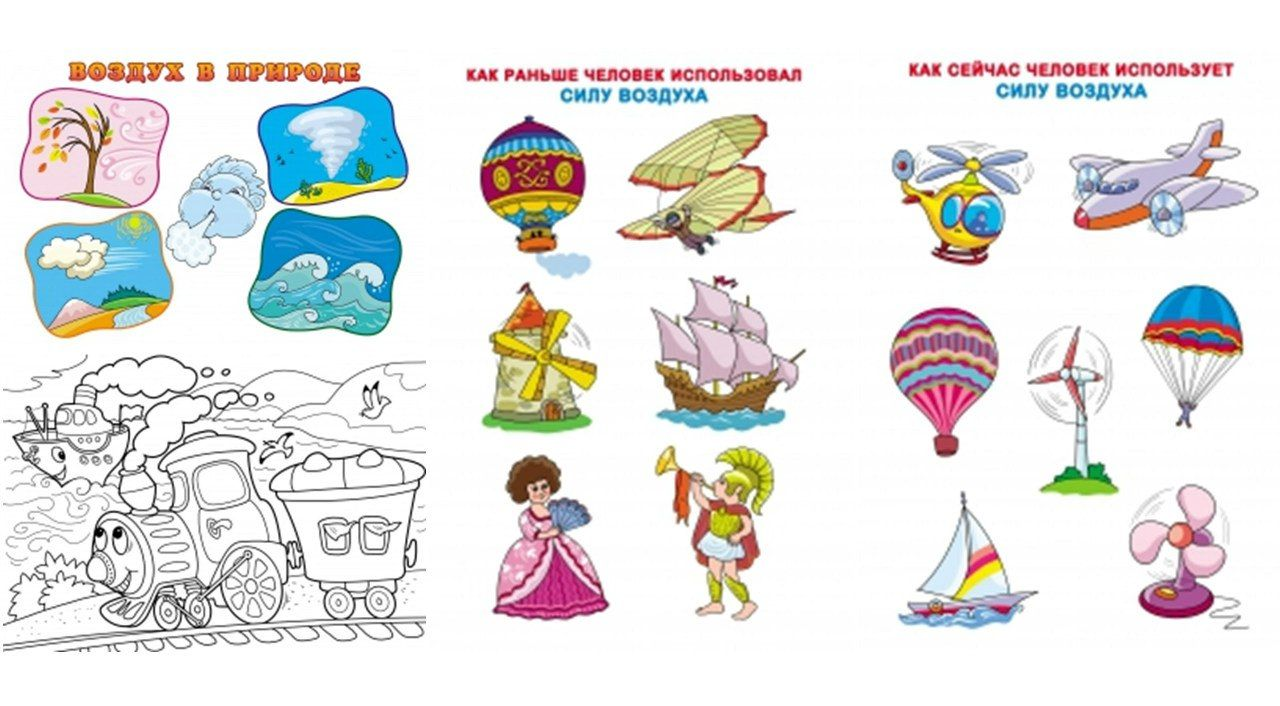 ВОЗДУХ В ПРИРОДЕ
КАК РАНЬШЕ ЧЕЛОВЕК ИСПОЛЬЗОВАЛ
СИЛУ ВОЗДУХА
КАК СЕЙЧАС ЧЕЛОВЕК ИСПОЛЬЗУЕТ
СИЛУ ВОЗДУХА